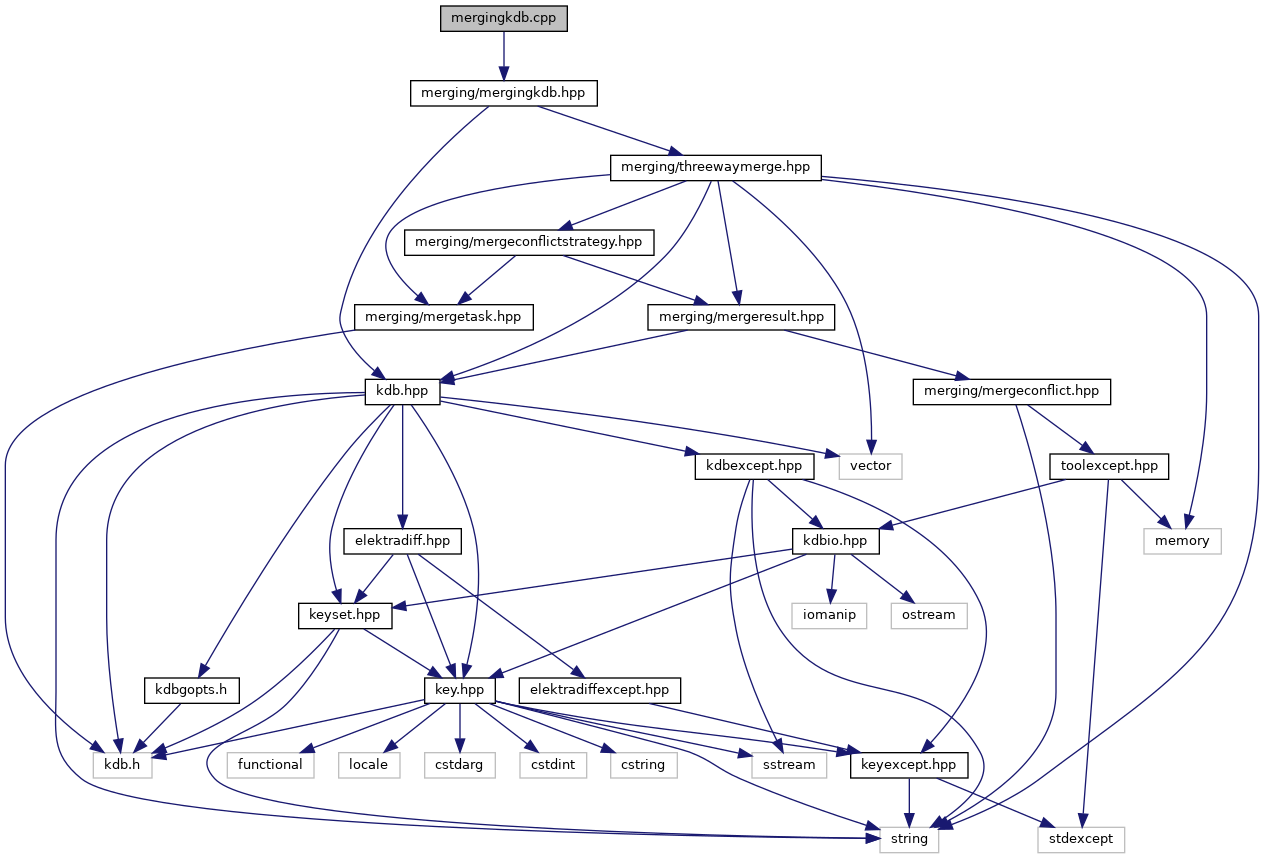 mergingkdb.cpp
merging/mergingkdb.hpp
merging/threewaymerge.hpp
merging/mergeconflictstrategy.hpp
merging/mergetask.hpp
merging/mergeresult.hpp
kdb.hpp
merging/mergeconflict.hpp
kdbexcept.hpp
vector
toolexcept.hpp
elektradiff.hpp
kdbio.hpp
memory
keyset.hpp
iomanip
ostream
kdbgopts.h
key.hpp
elektradiffexcept.hpp
kdb.h
functional
locale
cstdarg
cstdint
cstring
sstream
keyexcept.hpp
string
stdexcept